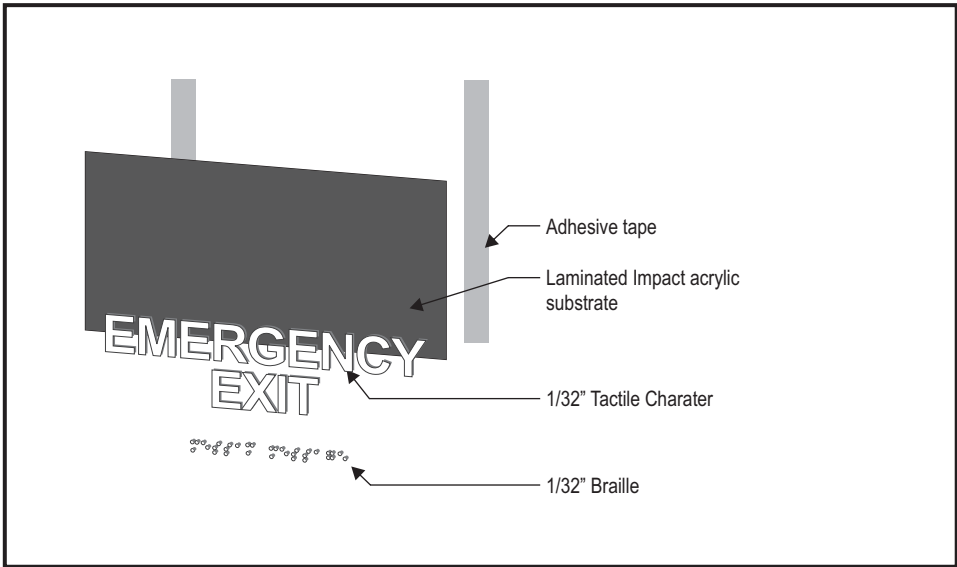 Adhesive tape
Laminated Impact acrylic
substrate
EMERGENCY
EXIT
1/32” Tactile Charater
1/32” Braille